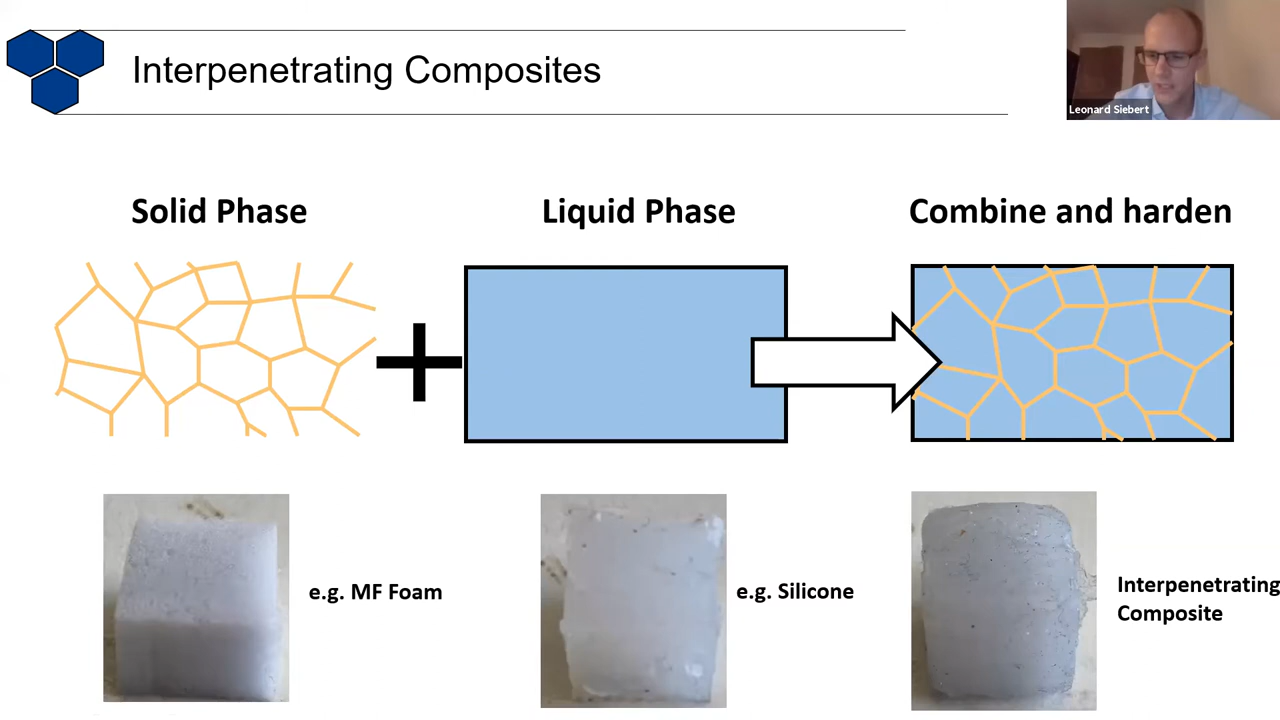 Interpenetrating Composites
Leonard Siebert
Solid Phase
Liquid Phase
Combine and harden
e.g. MF Foam
e.g. Silicone
Interpenetrating
Composite